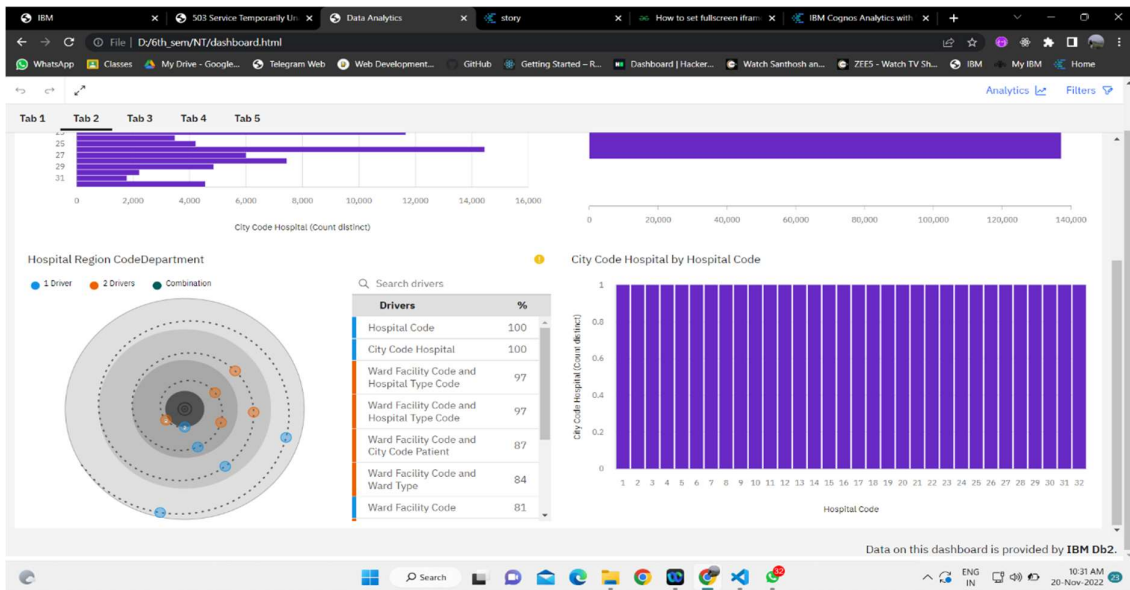 IBM
503 Service Temporarily Un
Data Analytics
story
How to set fullscreen ifram
IBM Cognos Analytics with
File | D:/6th_sem/NT/dashboard.html
WhatsApp Classes My Drive - Google... Telegram Web Web Development... GitHub Getting Started – R... Dashboard | Hacker... Watch Santhosh an... ZEE5 - Watch TV Sh... IBM My IBM Home
Analytics Filters
Tab 1 Tab 2 Tab 3 Tab 4 Tab 5
25
27
29
31
0 2,000 4,000 6,000 8,000 10,000 12,000 14,000 16,000
City Code Hospital (Count distinct)
0 20,000 40,000 60,000 80,000 100,000 120,000 140,000
Hospital Region CodeDepartment
1 Driver 2 Drivers Combination
Search drivers
Drivers %
Hospital Code 100
City Code Hospital 100
Ward Facility Code and
Hospital Type Code 97
Ward Facility Code and
Hospital Type Code 97
Ward Facility Code and
City Code Patient 87
Ward Facility Code and
Ward Type 84
Ward Facility Code 81
City Code Hospital by Hospital Code
City Code Hospital (Count distinct)
1
0.8
0.6
0.4
0.2
0
1 2 3 4 5 6 7 8 9 10 11 12 13 14 15 16 17 18 19 20 21 22 23 24 25 26 27 28 29 30 31 32
Hospital Code
Data on this dashboard is provided by IBM Db2.
Search
32
ENG
IN
10:31 AM
20-Nov-2022
23